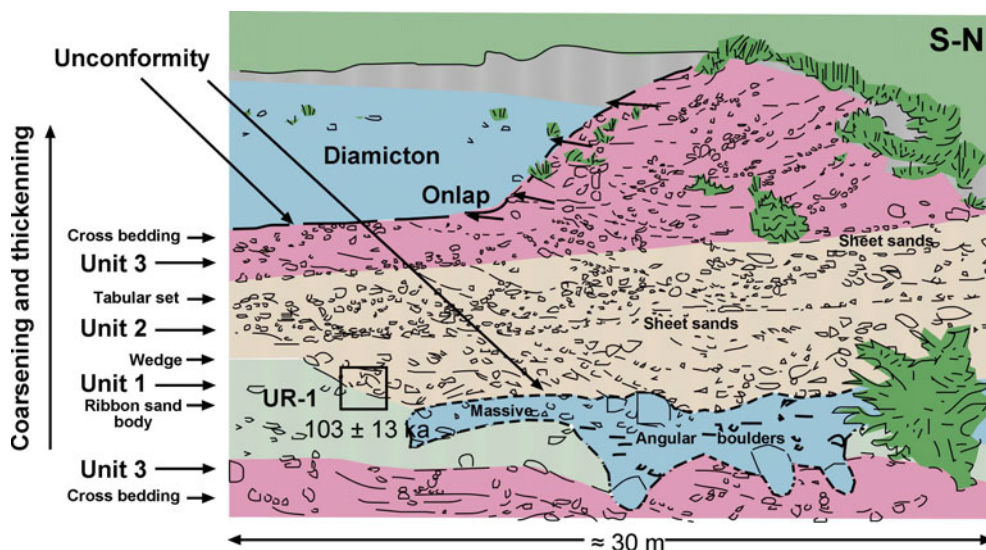 S-N
Unconformity
Diamicton
Onlap
Coarsening and thickenning
Cross bedding
Unit 3
Sheet sands
Tabular set
Unit 2
Sheet sands
Wedge
Unit 1
UR-1
Ribbon sand
body
Massive
103 ± 13 ka
Angular boulders
Unit 3
Cross bedding
≈ 30 m